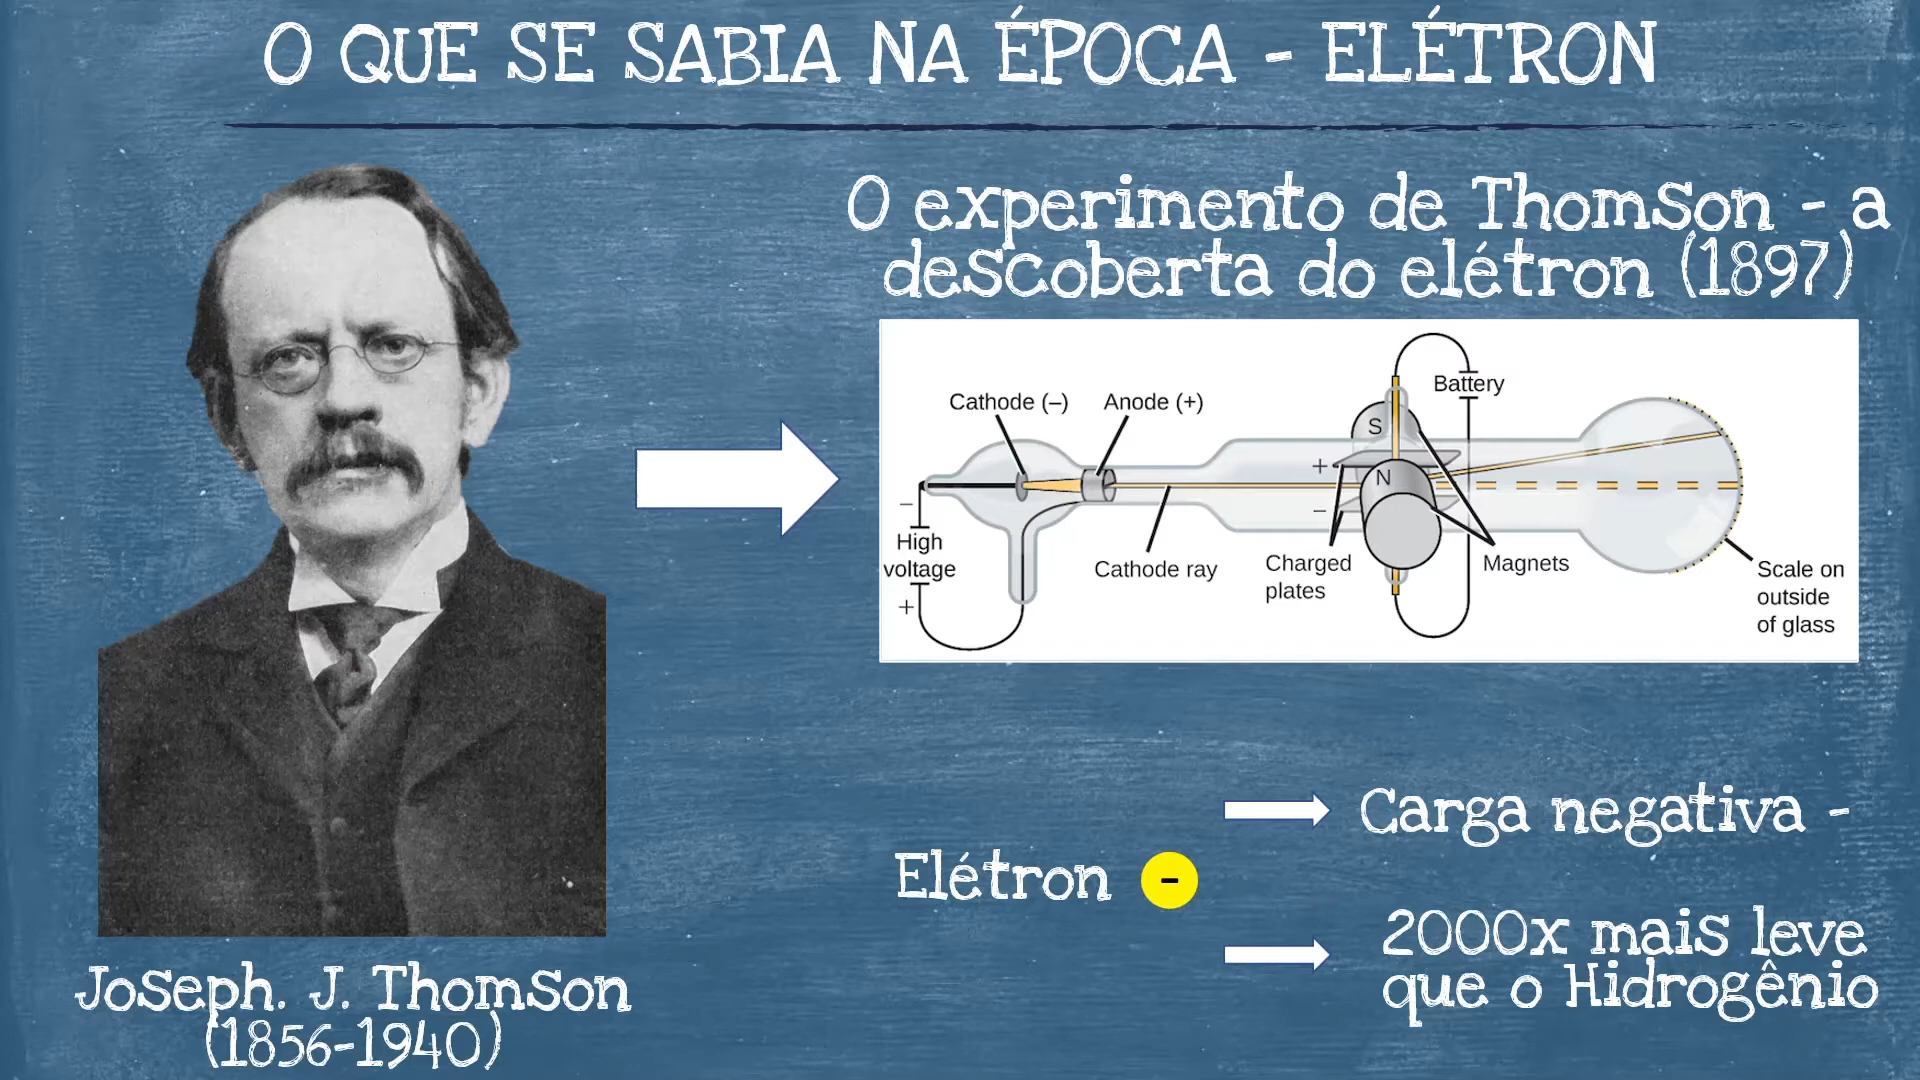 O QUE SE SABIA NA ÉPOCA - ELÉTRON
O experimento de Thomson - a
descoberta do elétron (1897)
Cathode (–)
Anode (+)
Battery
S
N
+
–
–
High
voltage
+
Cathode ray
Charged
plates
Magnets
Scale on
outside
of glass
Elétron -
Carga negativa -
2000x mais leve
que o Hidrogênio
Joseph. J. Thomson
(1856-1940)